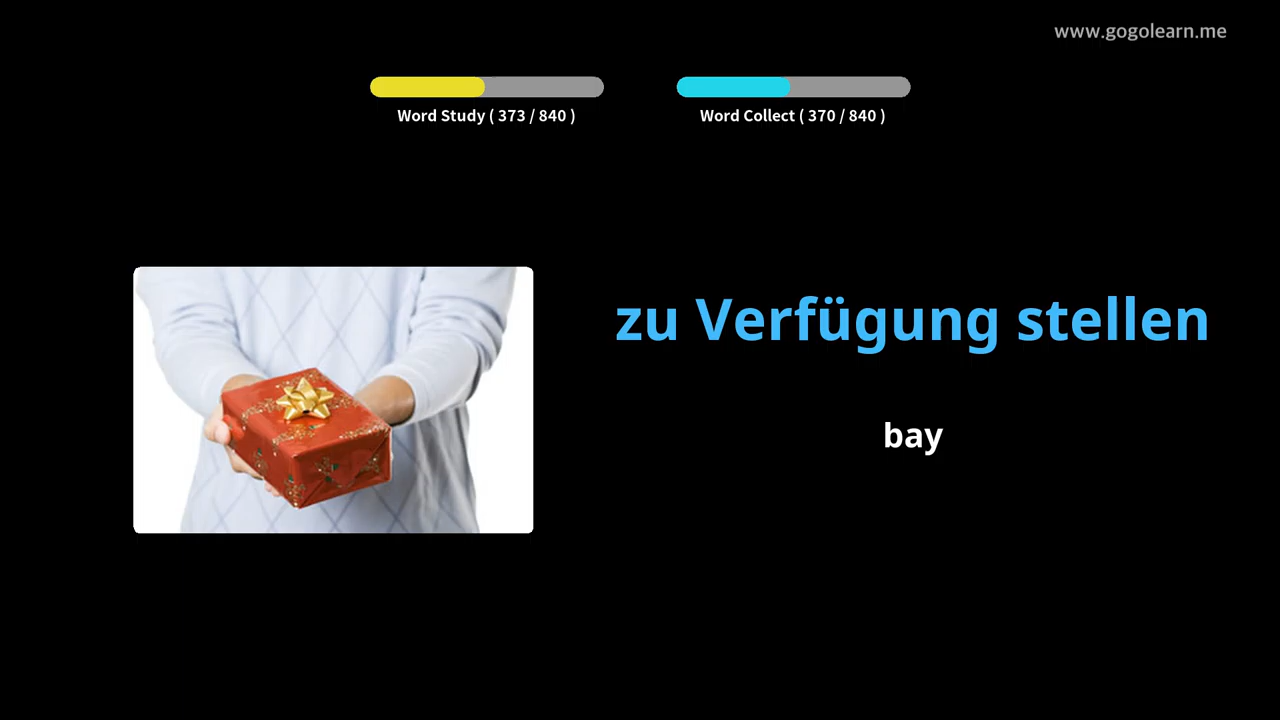 www.gogolearn.me
Word Study ( 373 / 840 )
Word Collect ( 370 / 840 )
zu Verfügung stellen
bay